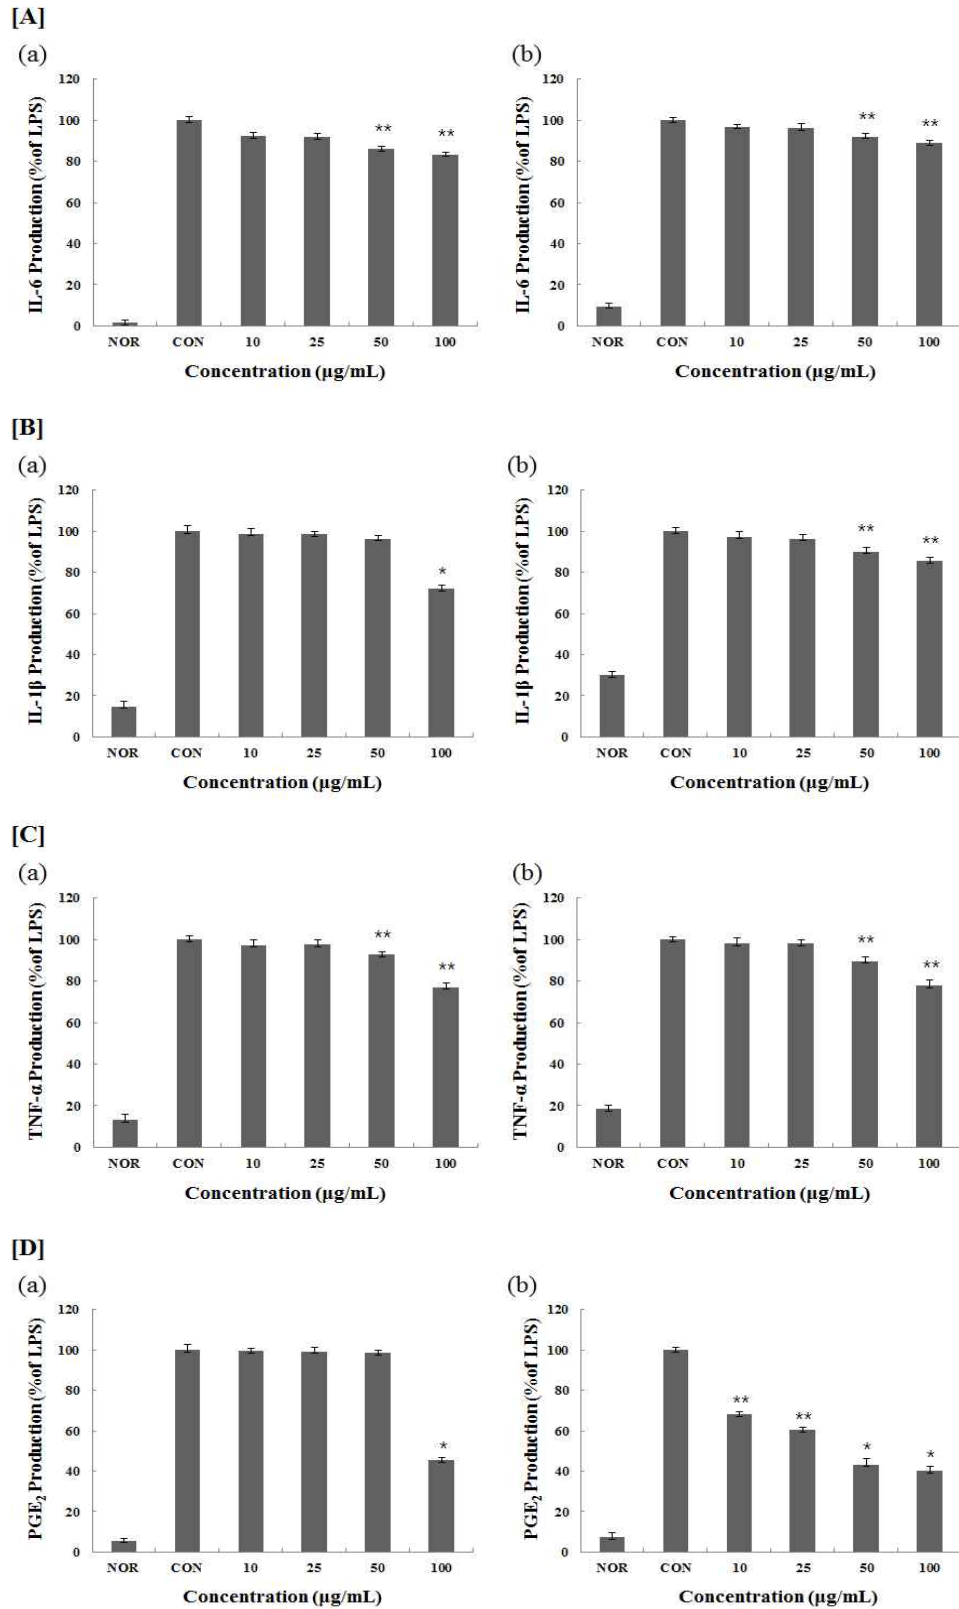 [A]
(a) (b)
120 120
100 100
80 80
60 60
40 40
20 20
0 0
IL-6 Production (%of LPS) IL-6 Production (%of LPS)
** ** ** **
NOR CON 10 25 50 100 NOR CON 10 25 50 100
Concentration (µg/mL) Concentration (µg/mL)
[B]
(a) (b)
120 120
100 100
80 80
60 60
40 40
20 20
0 0
IL-1β Production (%of LPS) IL-1β Production (%of LPS)
* ** **
NOR CON 10 25 50 100 NOR CON 10 25 50 100
Concentration (µg/mL) Concentration (µg/mL)
[C]
(a) (b)
120 120
100 100
80 80
60 60
40 40
20 20
0 0
TNF-α Production (%of LPS) TNF-α Production (%of LPS)
** ** ** **
NOR CON 10 25 50 100 NOR CON 10 25 50 100
Concentration (µg/mL) Concentration (µg/mL)
[D]
(a) (b)
120 120
100 100
80 80
60 60
40 40
20 20
0 0
PGE₂ Production (%of LPS) PGE₂ Production (%of LPS)
* ** ** * *
NOR CON 10 25 50 100 NOR CON 10 25 50 100
Concentration (µg/mL) Concentration (µg/mL)